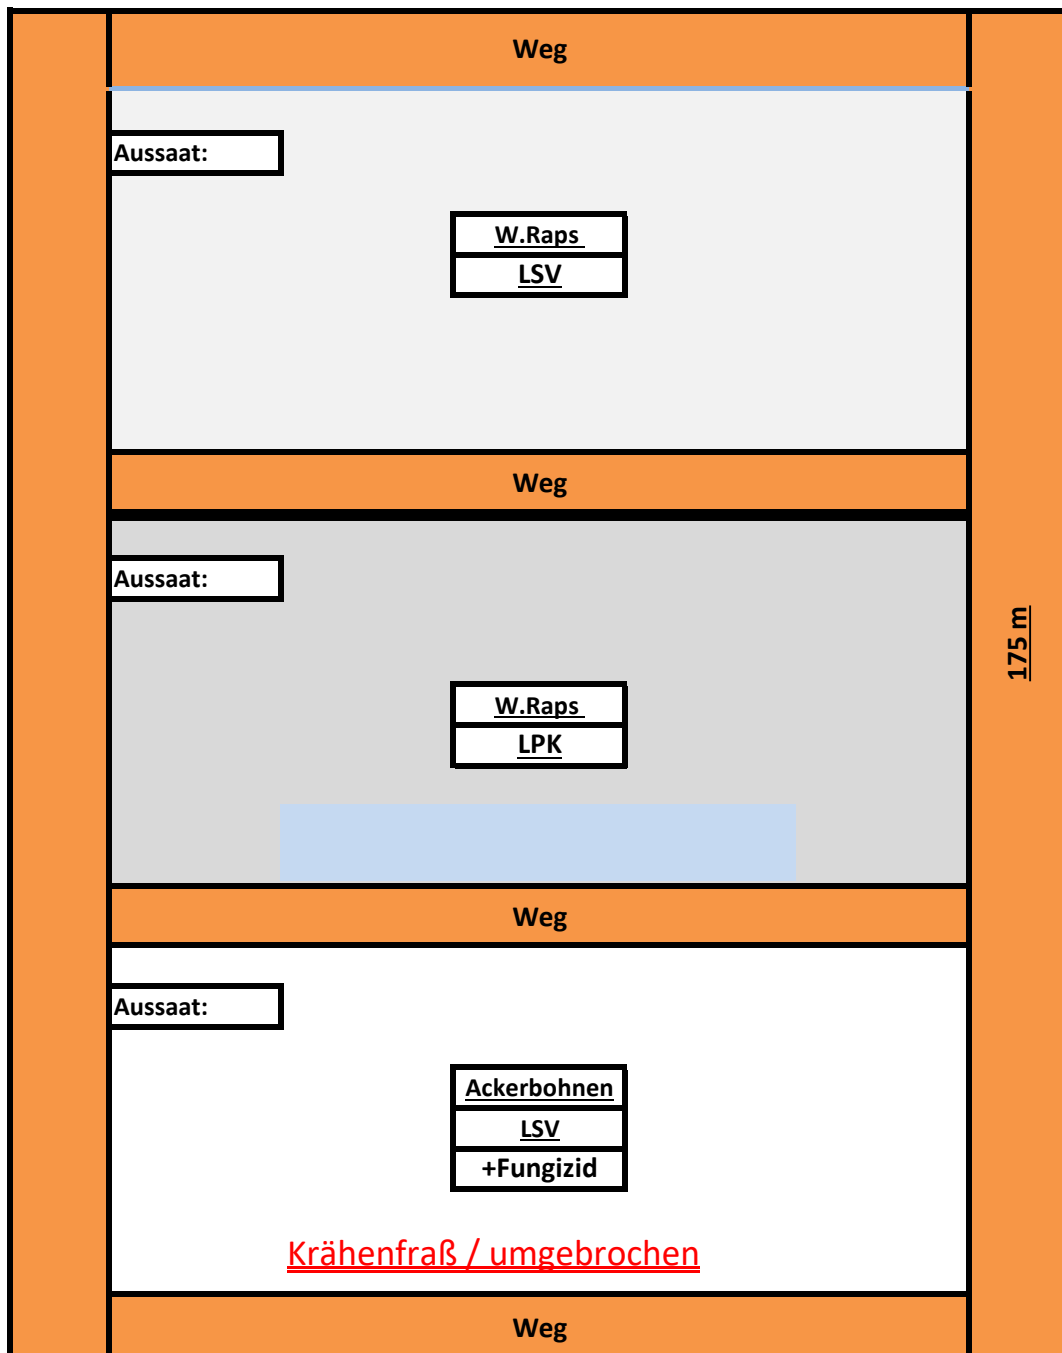 Weg
Aussaat:
W.Raps
LSV
Weg
Aussaat:
175 m
W.Raps
LPK
Weg
Aussaat:
Ackerbohnen
LSV
+Fungizid
Krähenfraß / umgebrochen
Weg